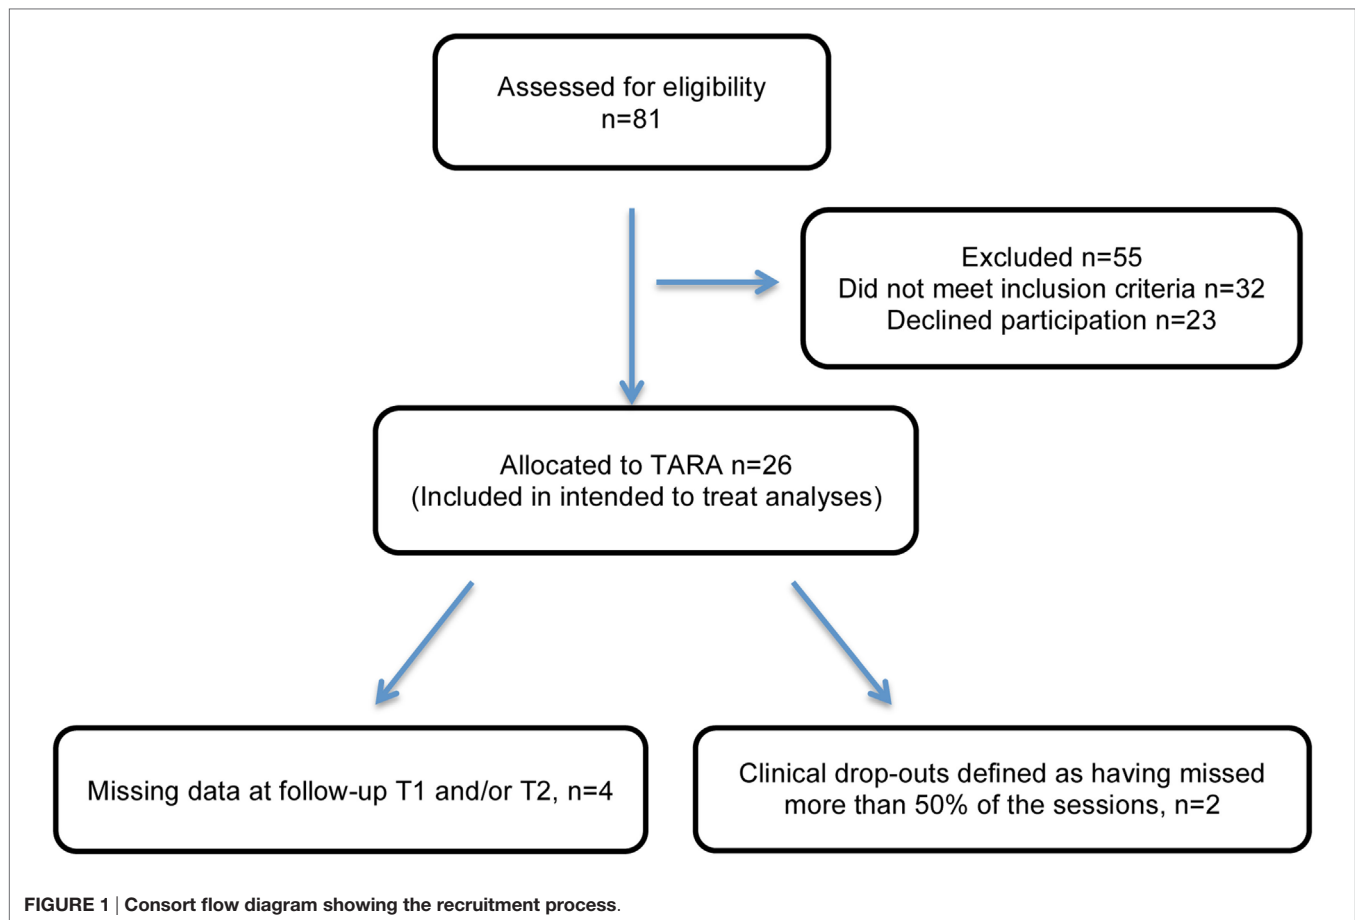 Assessed for eligibility
n=81
Excluded n=55
Did not meet inclusion criteria n=32
Declined participation n=23
Allocated to TARA n=26
(Included in intended to treat analyses)
Missing data at follow-up T1 and/or T2, n=4
Clinical drop-outs defined as having missed
more than 50% of the sessions, n=2
FIGURE 1 | Consort flow diagram showing the recruitment process.